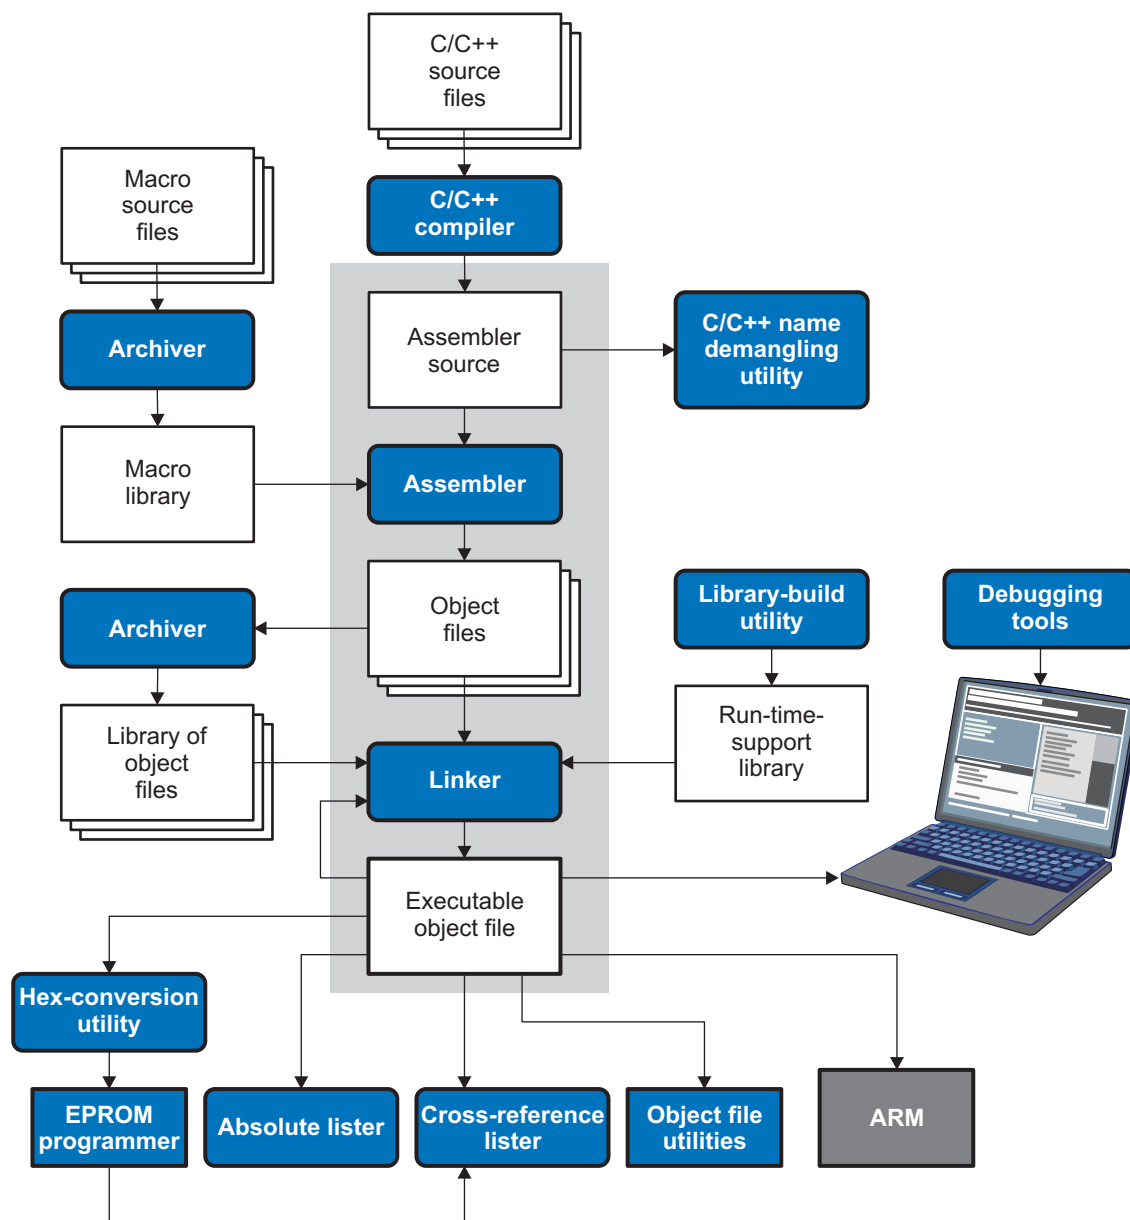 C/C++
source
files
Macro
source
files
C/C++
compiler
Archiver
Assembler
source
C/C++ name
demangling
utility
Macro
library
Assembler
Archiver
Object
files
Library-build
utility
Debugging
tools
Library of
object
files
Linker
Run-time-
support
library
Executable
object file
Hex-conversion
utility
EPROM
programmer
Absolute lister
Cross-reference
lister
Object file
utilities
ARM